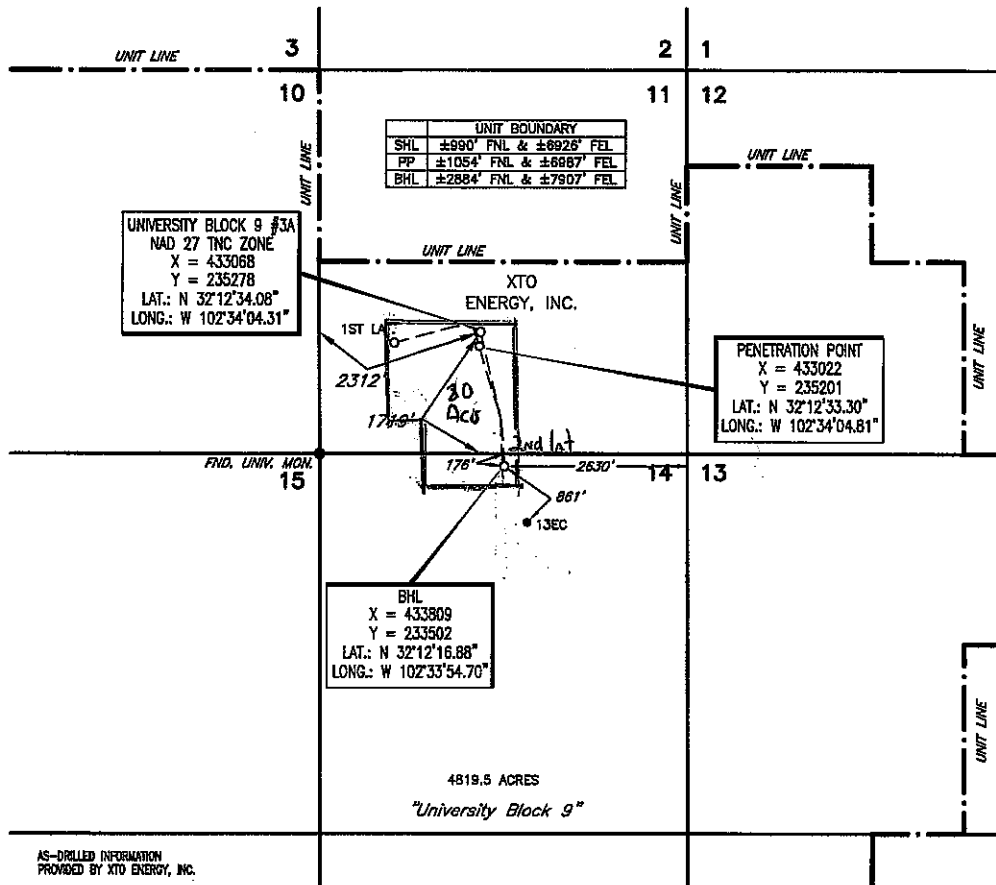 UNIT LINE
3
2
1
10
11
12
UNIT BOUNDARY
SHL ±990' FNL & ±6926' FEL
PP ±1054' FNL & ±6987' FEL
BHL ±2884' FNL & ±7907' FEL
UNIT LINE
UNIT LINE
UNIT LINE
UNIT LINE
UNIT LINE
UNIVERSITY BLOCK 9 #3A
NAD 27 TNC ZONE
X = 433068
Y = 235278
LAT.: N 32°12'34.08"
LONG.: W 102°34'04.31"
XTO
ENERGY, INC.
1ST LA
2312'
PENETRATION POINT
X = 433022
Y = 235201
LAT.: N 32°12'33.30"
LONG.: W 102°34'04.81"
80
Acs
1749'
2nd lat
FND. UNIV. MON.
176'
2630'
15
14
13
861'
13EC
BHL
X = 433809
Y = 233502
LAT.: N 32°12'16.88"
LONG.: W 102°33'54.70"
UNIT LINE
4819.5 ACRES
"University Block 9"
AS-DRILLED INFORMATION
PROVIDED BY XTO ENERGY, INC.